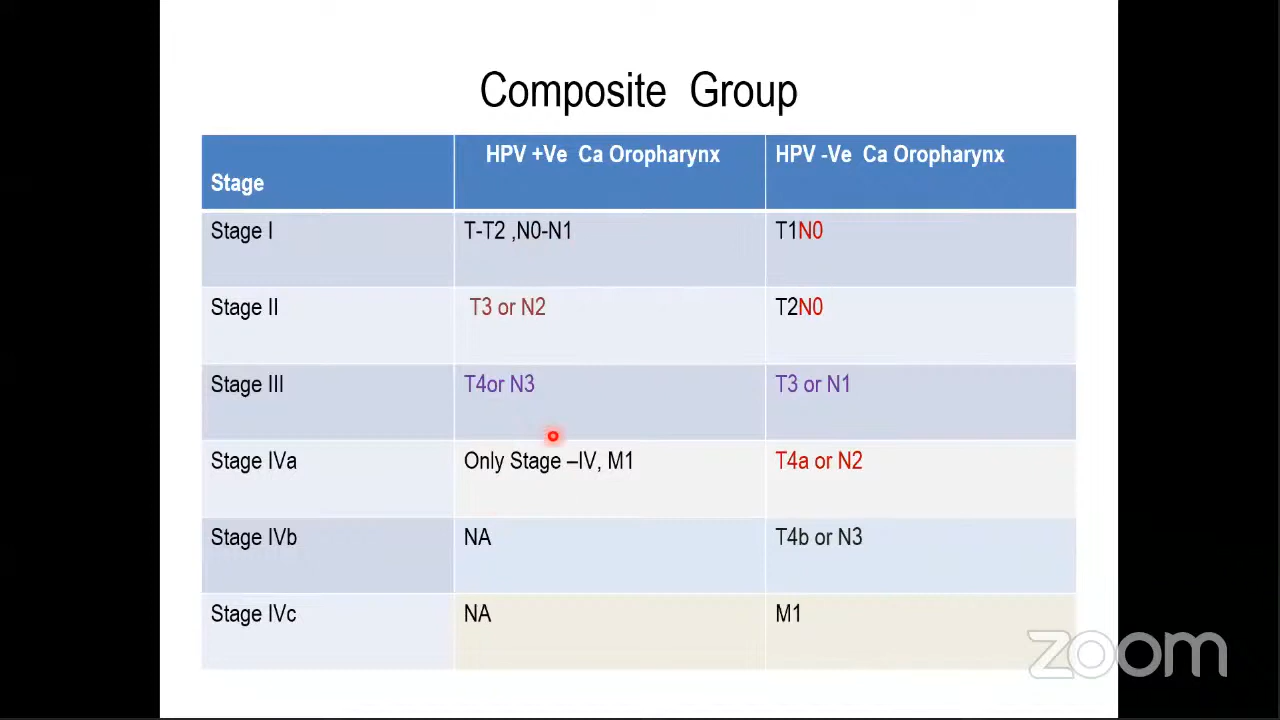 Composite Group
Stage
HPV +Ve Ca Oropharynx
HPV -Ve Ca Oropharynx
Stage I
T-T2 ,N0-N1
T1N0
Stage II
T3 or N2
T2N0
Stage III
T4or N3
T3 or N1
Stage IVa
Only Stage –IV, M1
T4a or N2
Stage IVb
NA
T4b or N3
Stage IVc
NA
M1
zoom